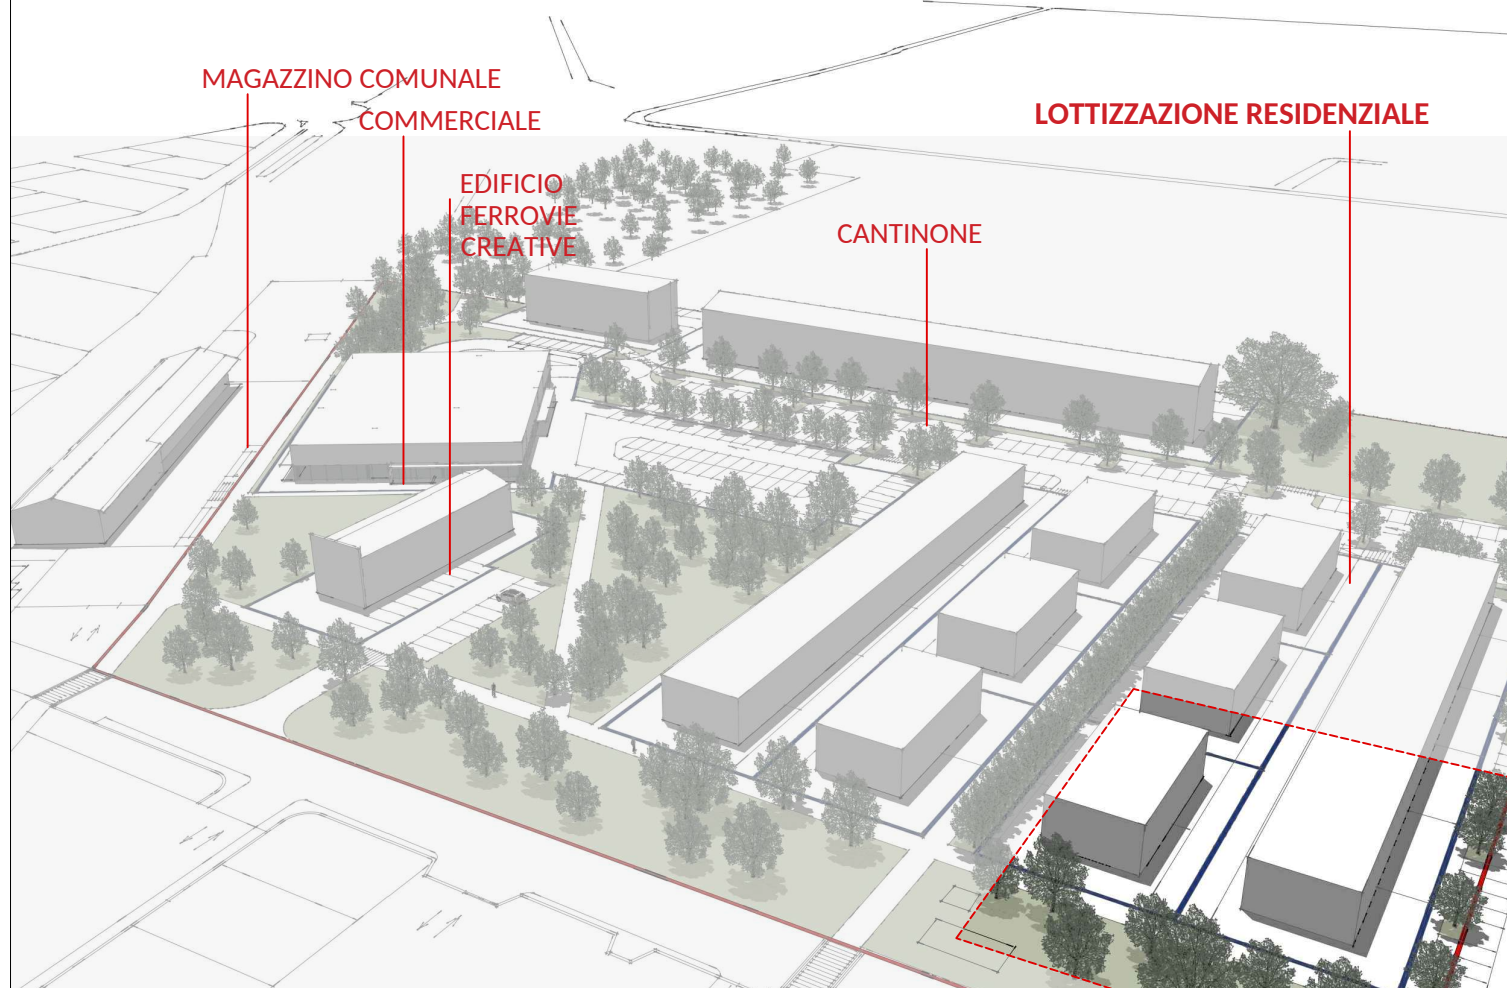 MAGAZZINO COMUNALE
COMMERCIALE
LOTTIZZAZIONE RESIDENZIALE
EDIFICIO
FERROVIE
CREATIVE
CANTINONE